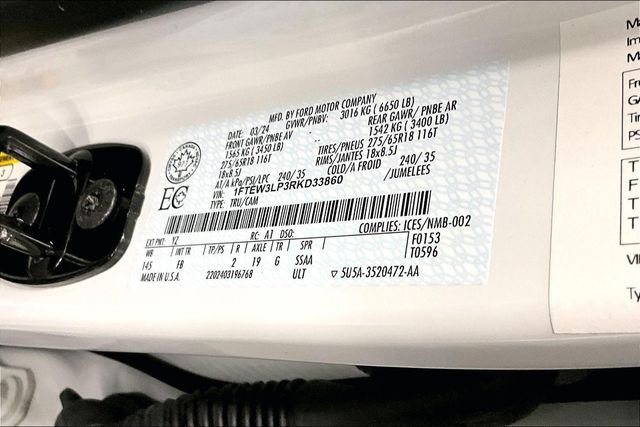 MFD. BY FORD MOTOR COMPANY
DATE: 03/24 GVWR/PNBV: 3016 KG ( 6650 LB)
FRONT GAWR/PNBE AV REAR GAWR/ PNBE AR
1565 KG ( 3450 LB) 1542 KG ( 3400 LB)
275/65R18 116T TIRES/PNEUS 275/65R18 116T
18x8.5J RIMS/JANTES 18x8.5J
AT/A kPa/PSI/LPC 240/ 35 COLD/A FROID 240/ 35
VIN: 1FTEW3LP3RKD33860 /JUMELEES
TYPE: TRU/CAM
EC
EXT PNT: YZ RC: A1 DSO: COMPLIES: ICES/NMB-002
WB INT TR TP/PS R AXLE TR SPR F0153
145 FB 2 19 G SSAA T0596
MADE IN U.S.A. 2202403196768 ULT ▽ 5U5A-3520472-AA
Ty